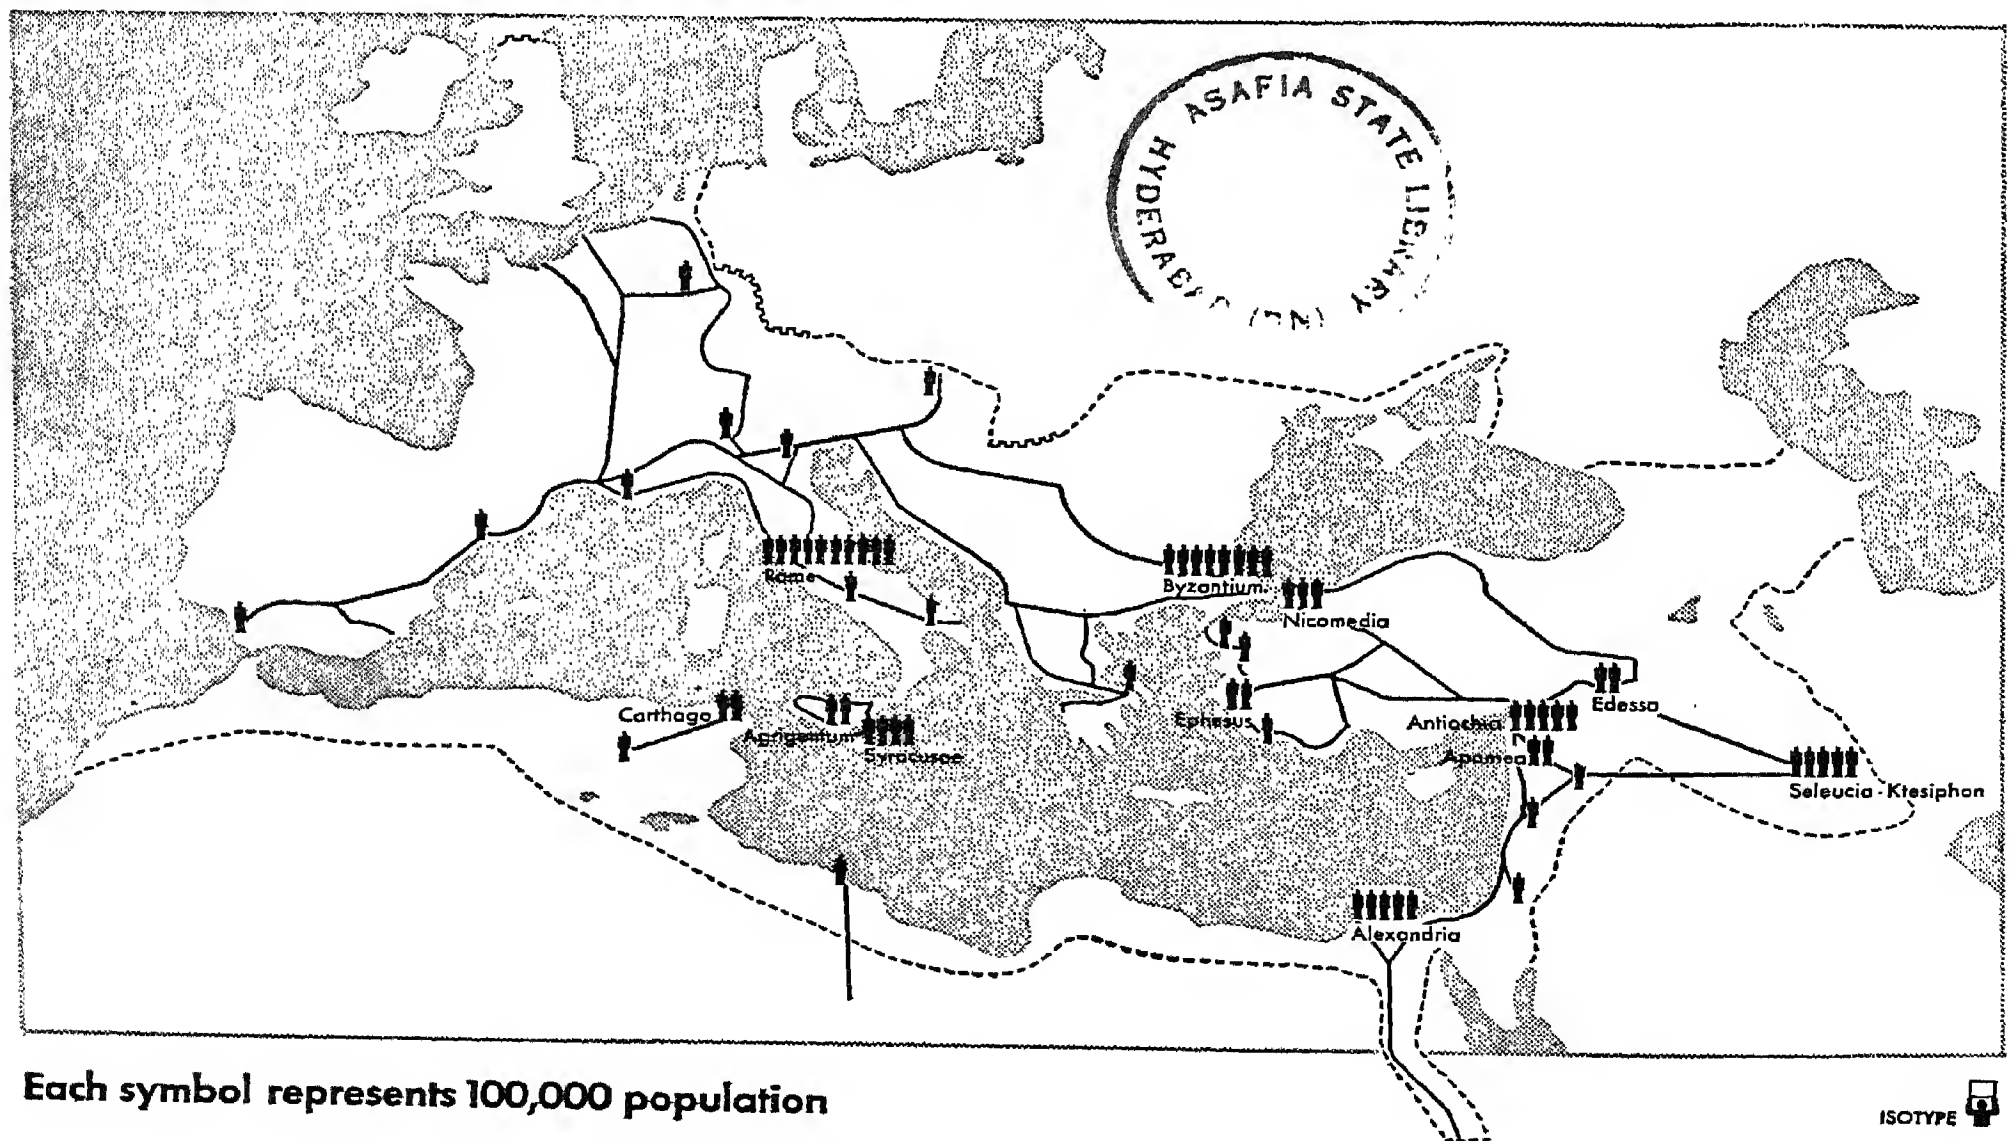 ASAFIA STATE LIBRARY
Rome
Byzantium
Nicomedia
Carthago
Agrigentum
Syracusae
Ephesus
Antiochia
Edessa
Apamea
Seleucia - Ktesiphon
Alexandria
Each symbol represents 100,000 population
ISOTYPE